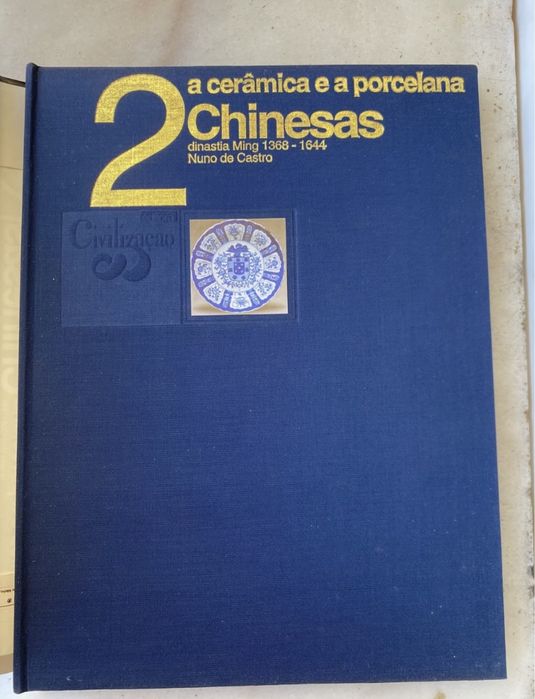 2
a cerâmica e a porcelana
Chinesas
dinastia Ming 1368 - 1644
Nuno de Castro
Civilização